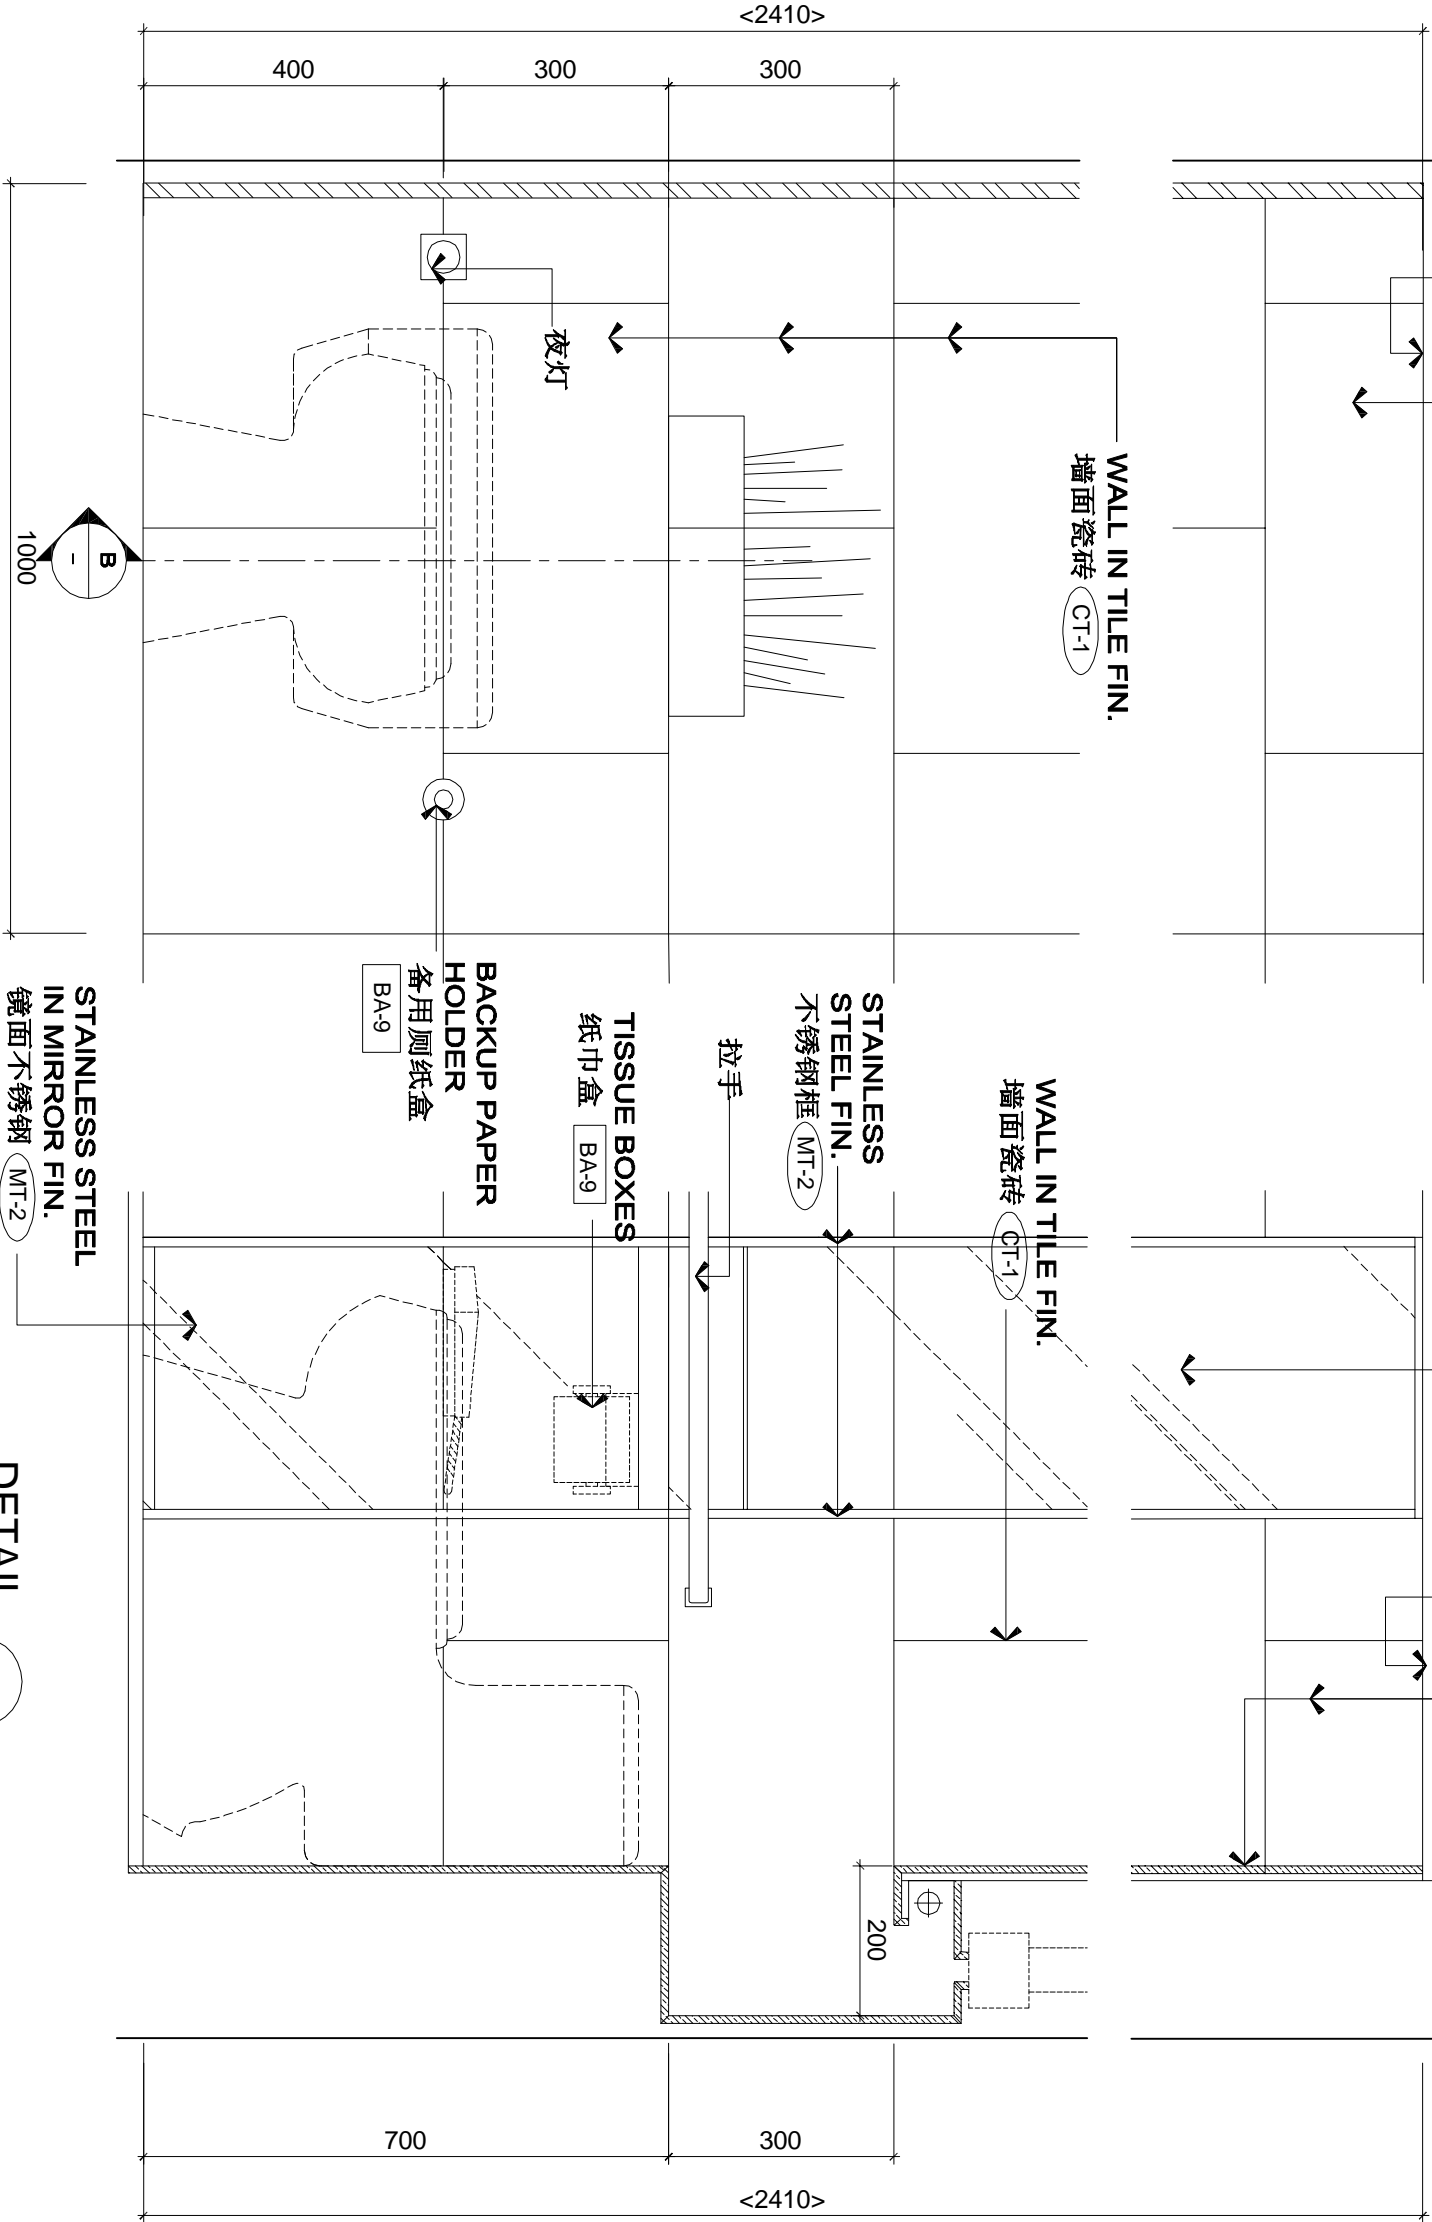 <2410>
400
300
300
夜灯
WALL IN TILE FIN.
墙面瓷砖 CT-1
B
-
1000
BACKUP PAPER
HOLDER
备用厕纸盒
BA-9
STAINLESS STEEL
IN MIRROR FIN.
镜面不锈钢 MT-2
TISSUE BOXES
纸巾盒 BA-9
拉手
STAINLESS
STEEL FIN.
不锈钢框 MT-2
WALL IN TILE FIN.
墙面瓷砖 CT-1
DETAIL
200
700
300
<2410>